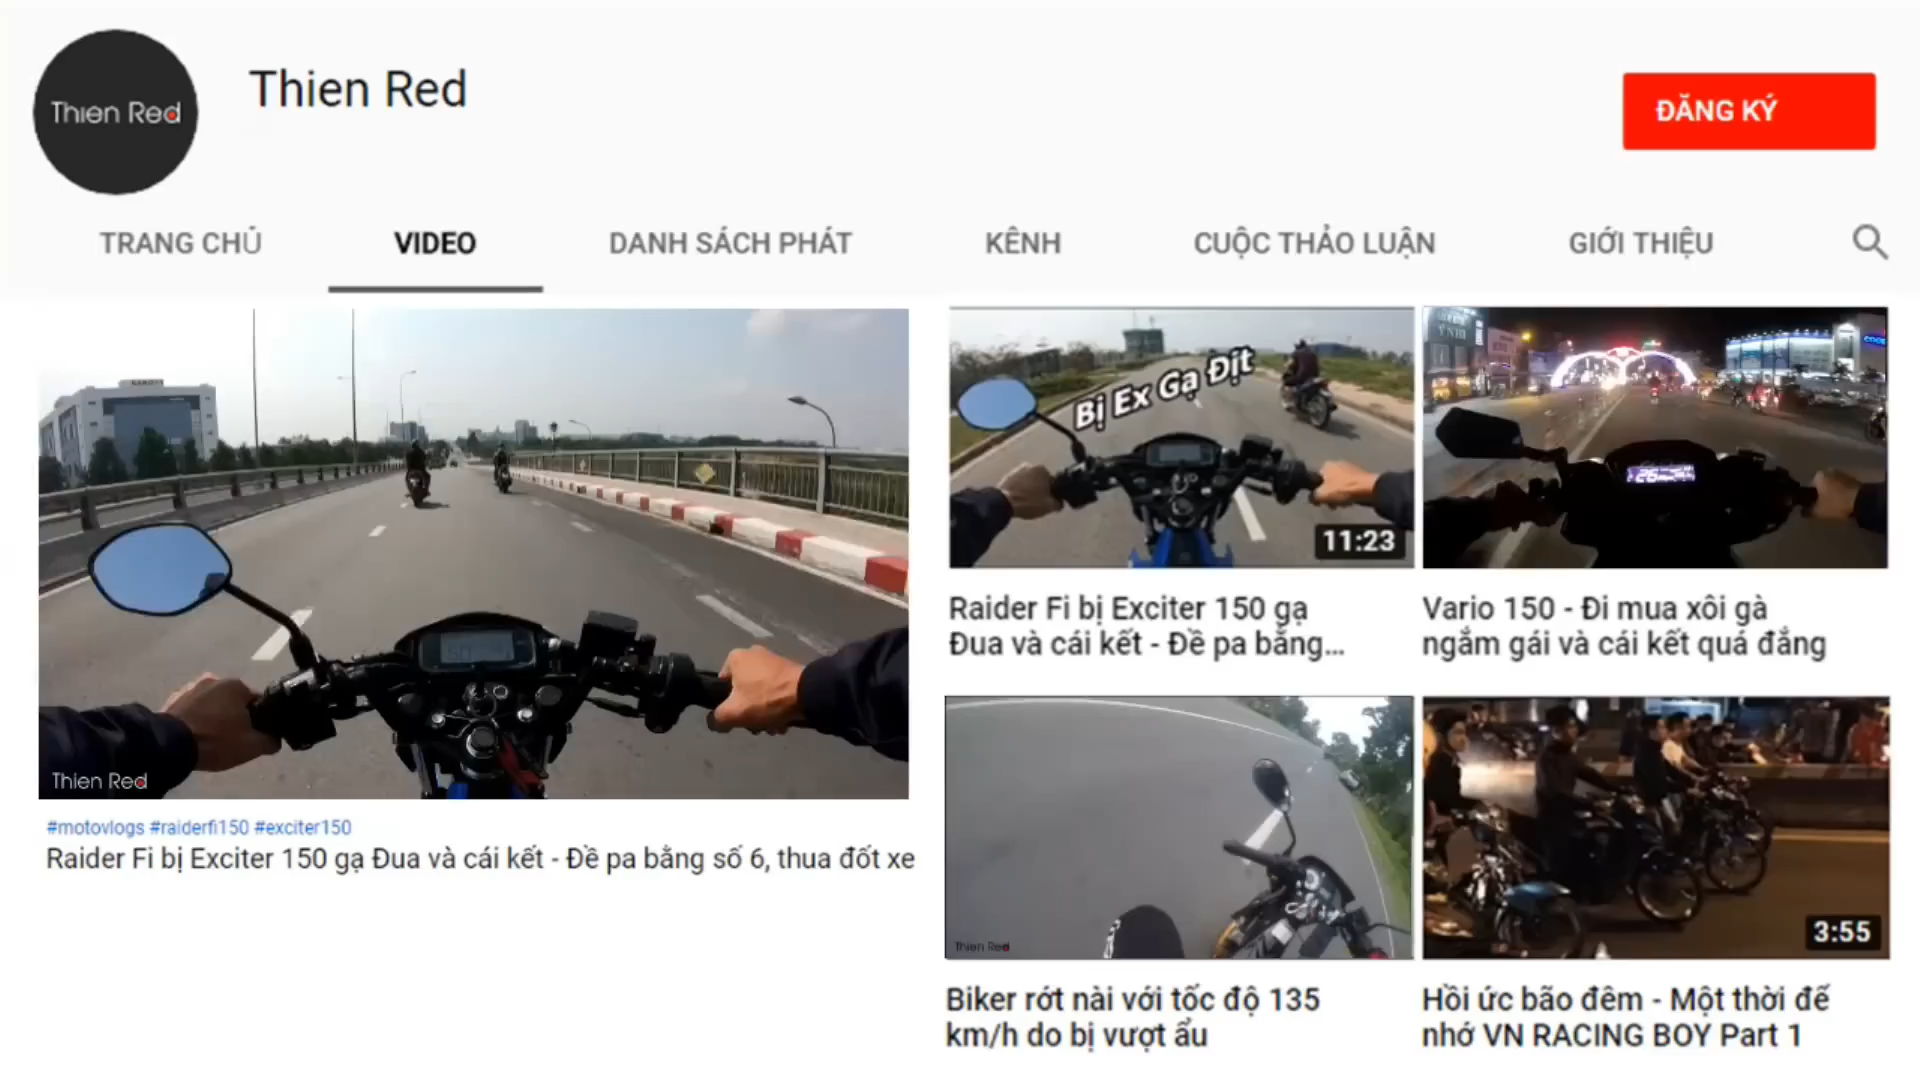 Thien Red
Thien Red
ĐĂNG KÝ
TRANG CHỦ
VIDEO
DANH SÁCH PHÁT
KÊNH
CUỘC THẢO LUẬN
GIỚI THIỆU
Thien Red
#motovlogs #raiderfi150 #exciter150
Raider Fi bị Exciter 150 gạ Đua và cái kết - Đề pa bằng số 6, thua đốt xe
Bị Ex Gạ Địt
11:23
Raider Fi bị Exciter 150 gạ
Đua và cái kết - Đề pa bằng...
26
Vario 150 - Đi mua xôi gà
ngắm gái và cái kết quá đắng
Thien Red
Biker rớt nài với tốc độ 135
km/h do bị vượt ẩu
3:55
Hồi ức bão đêm - Một thời để
nhớ VN RACING BOY Part 1